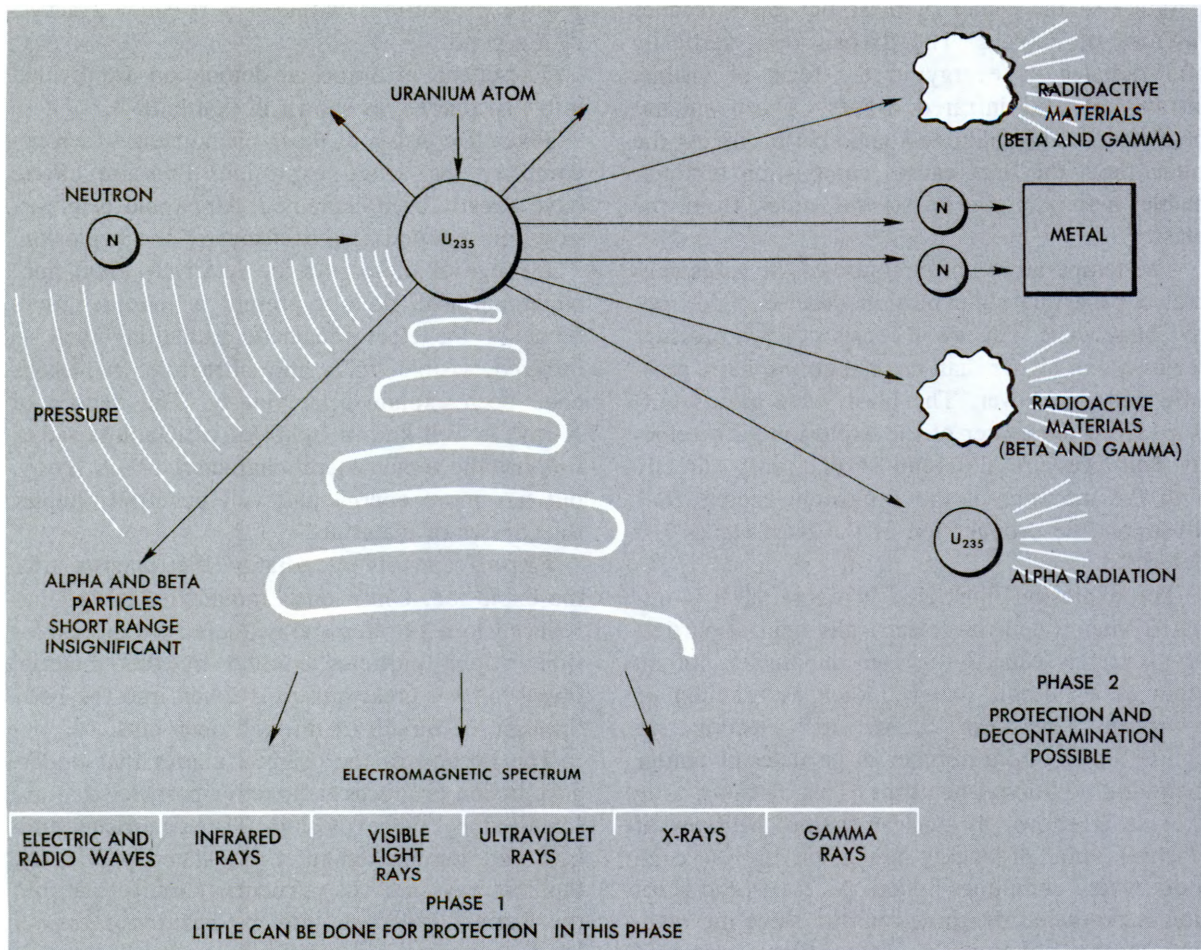 URANIUM ATOM
NEUTRON
N
U235
PRESSURE
ALPHA AND BETA
PARTICLES
SHORT RANGE
INSIGNIFICANT
RADIOACTIVE
MATERIALS
(BETA AND GAMMA)
N
N
METAL
RADIOACTIVE
MATERIALS
(BETA AND GAMMA)
U235
ALPHA RADIATION
PHASE 2
PROTECTION AND
DECONTAMINATION
POSSIBLE
ELECTROMAGNETIC SPECTRUM
ELECTRIC AND
RADIO WAVES
INFRARED
RAYS
VISIBLE
LIGHT
RAYS
ULTRAVIOLET
RAYS
X-RAYS
GAMMA
RAYS
PHASE 1
LITTLE CAN BE DONE FOR PROTECTION IN THIS PHASE